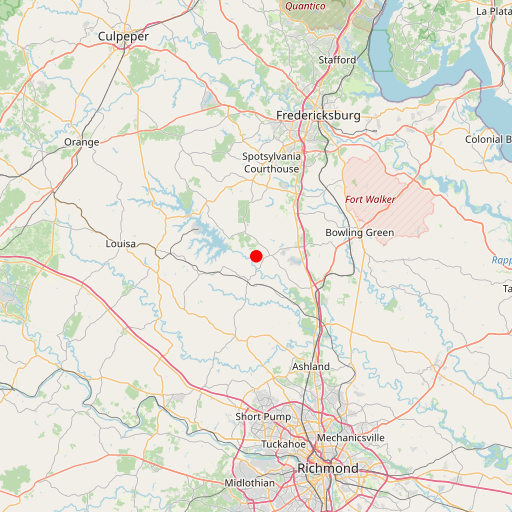 Quantico
La Plata
Culpeper
Stafford
Fredericksburg
Orange
Colonial B
Spotsylvania
Courthouse
Fort Walker
Bowling Green
Louisa
Rapp
Ta
Ashland
Short Pump
Tuckahoe
Mechanicsville
Richmond
Midlothian